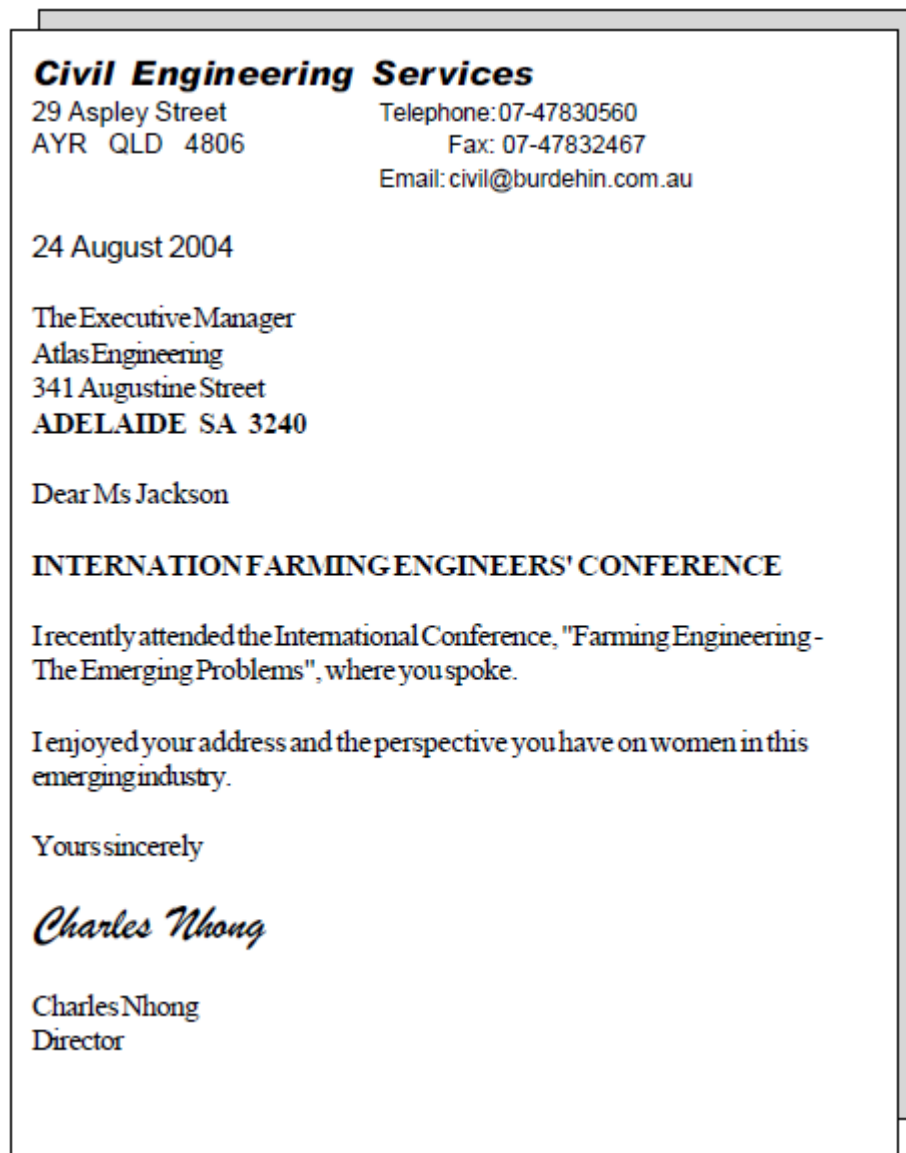 Civil Engineering Services
29 Aspley Street Telephone: 07-47830560
AYR QLD 4806 Fax: 07-47832467
Email: civil@burdehin.com.au
24 August 2004
The Executive Manager
Atlas Engineering
341 Augustine Street
ADELAIDE SA 3240
Dear Ms Jackson
INTERNATION FARMING ENGINEERS' CONFERENCE
I recently attended the International Conference, "Farming Engineering -
The Emerging Problems", where you spoke.
I enjoyed your address and the perspective you have on women in this
emerging industry.
Yours sincerely
Charles Nhong
Charles Nhong
Director